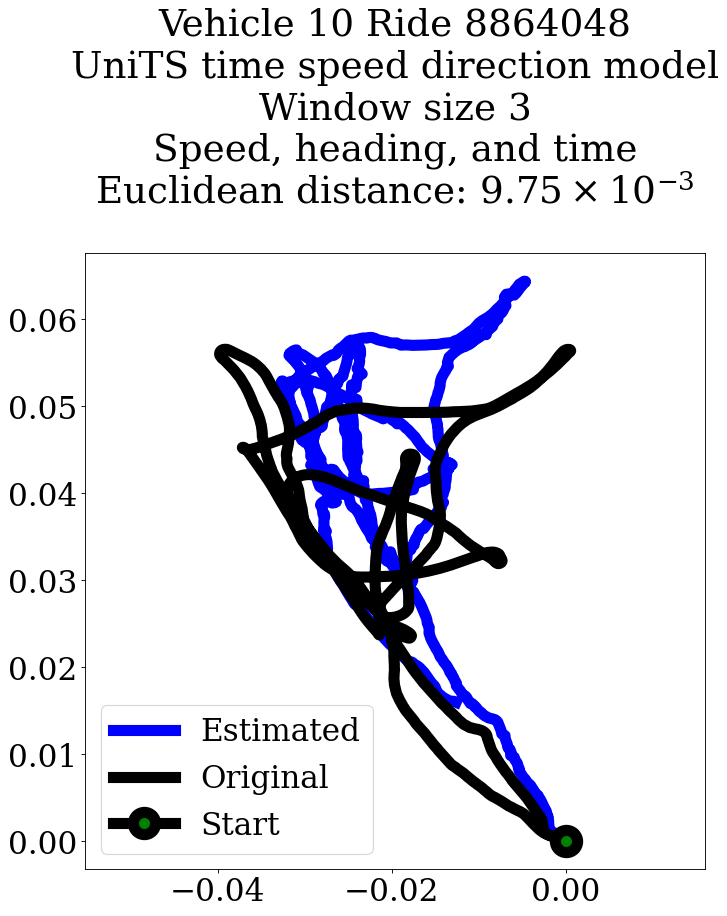 Vehicle 10 Ride 8864048
UniTS time speed direction model
Window size 3
Speed, heading, and time
Euclidean distance: 9.75 × 10⁻³
0.06
0.05
0.04
0.03
0.02
0.01
0.00
Estimated
Original
Start
−0.04 −0.02 0.00